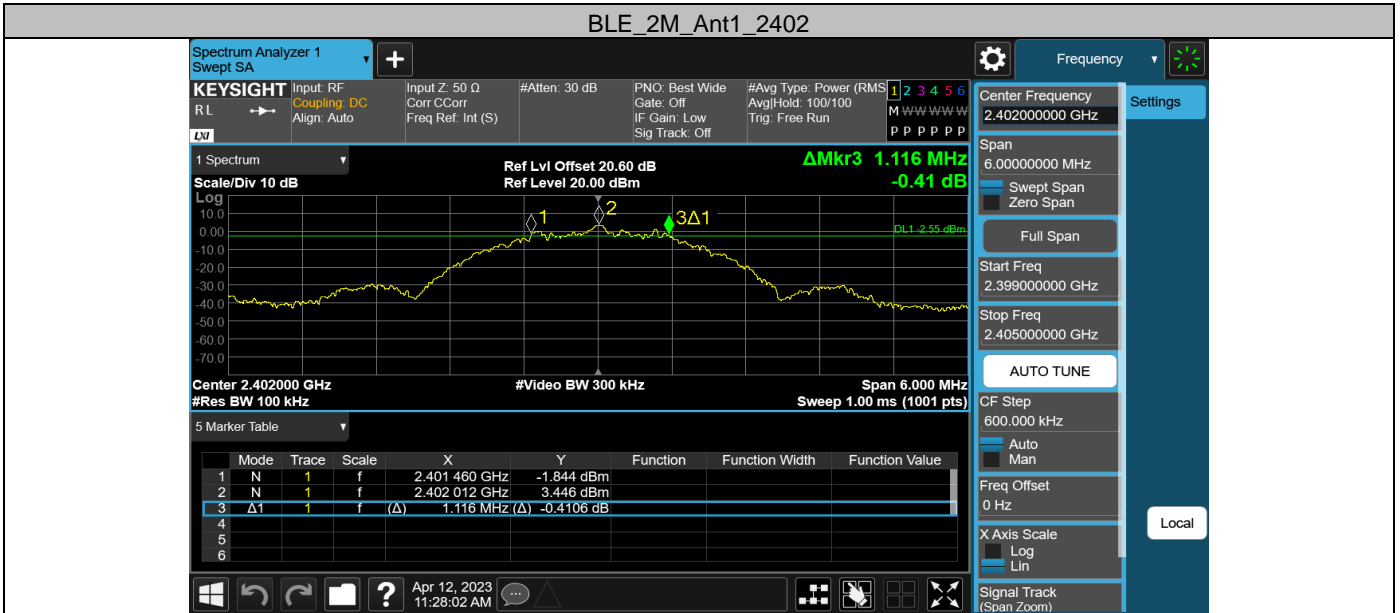 BLE_2M_Ant1_2402
Spectrum Analyzer 1
Swept SA
Frequency
KEYSIGHT
RL
LXI
Input: RF
Coupling: DC
Align: Auto
Input Z: 50 Ω
Corr CCorr
Freq Ref: Int (S)
#Atten: 30 dB
PNO: Best Wide
Gate: Off
IF Gain: Low
Sig Track: Off
#Avg Type: Power (RMS
Avg|Hold: 100/100
Trig: Free Run
1 2 3 4 5 6
M W W W W W
P P P P P P
1 Spectrum
Scale/Div 10 dB
Ref Lvl Offset 20.60 dB
Ref Level 20.00 dBm
ΔMkr3 1.116 MHz
-0.41 dB
Log
10.0
0.00
-10.0
-20.0
-30.0
-40.0
-50.0
-60.0
-70.0
1
2
3Δ1
DL1 -2.55 dBm
Center 2.402000 GHz
#Video BW 300 kHz
Span 6.000 MHz
#Res BW 100 kHz
Sweep 1.00 ms (1001 pts)
5 Marker Table
Mode Trace Scale X Y Function Function Width Function Value
1 N 1 f 2.401 460 GHz -1.844 dBm
2 N 1 f 2.402 012 GHz 3.446 dBm
3 Δ1 1 f (Δ) 1.116 MHz (Δ) -0.4106 dB
4
5
6
?
Apr 12, 2023
11:28:02 AM
Center Frequency
2.402000000 GHz
Settings
Span
6.00000000 MHz
Swept Span
Zero Span
Full Span
Start Freq
2.399000000 GHz
Stop Freq
2.405000000 GHz
AUTO TUNE
CF Step
600.000 kHz
Auto
Man
Freq Offset
0 Hz
Local
X Axis Scale
Log
Lin
Signal Track
(Span Zoom)